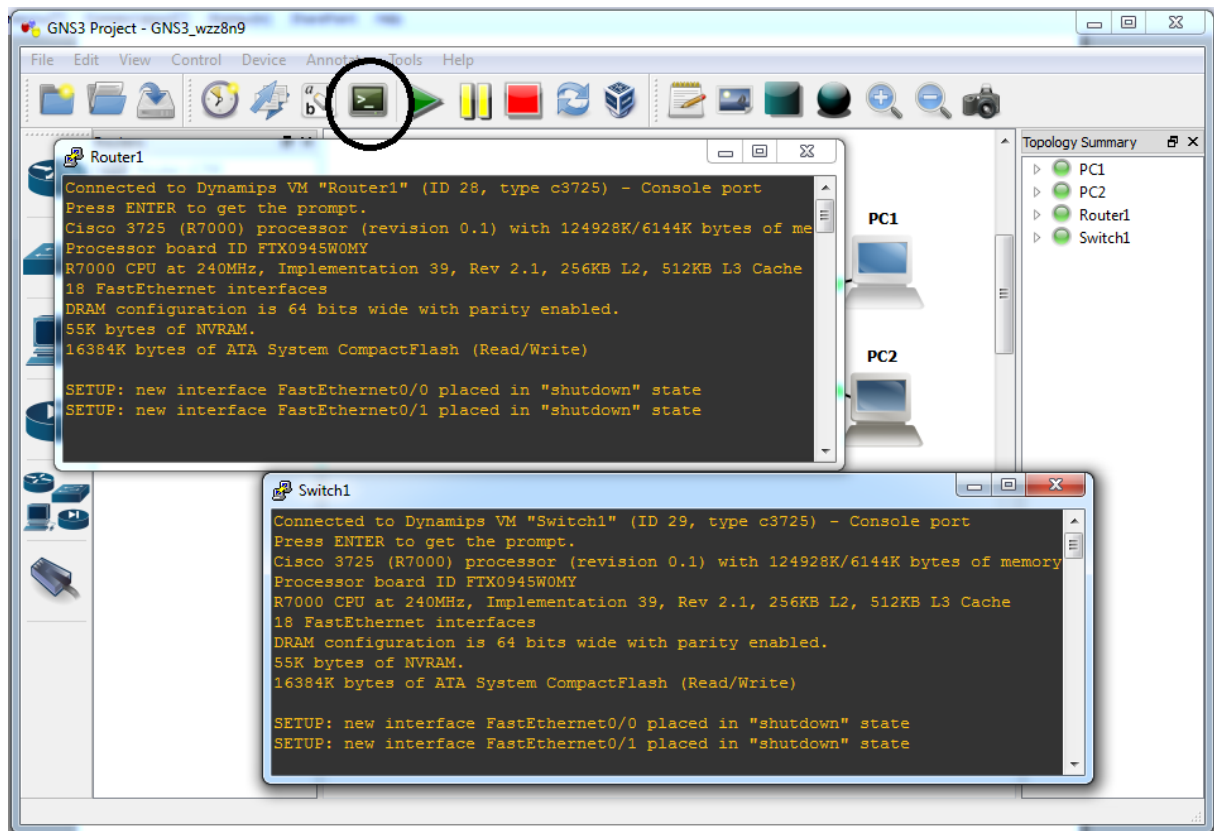 GNS3 Project - GNS3_wzz8n9
File Edit View Control Device Annotate Tools Help
Topology Summary
PC1
PC2
Router1
Switch1
PC1
PC2
Router1
Connected to Dynamips VM "Router1" (ID 28, type c3725) - Console port
Press ENTER to get the prompt.
Cisco 3725 (R7000) processor (revision 0.1) with 124928K/6144K bytes of me
Processor board ID FTX0945W0MY
R7000 CPU at 240MHz, Implementation 39, Rev 2.1, 256KB L2, 512KB L3 Cache
18 FastEthernet interfaces
DRAM configuration is 64 bits wide with parity enabled.
55K bytes of NVRAM.
16384K bytes of ATA System CompactFlash (Read/Write)
SETUP: new interface FastEthernet0/0 placed in "shutdown" state
SETUP: new interface FastEthernet0/1 placed in "shutdown" state
Switch1
Connected to Dynamips VM "Switch1" (ID 29, type c3725) - Console port
Press ENTER to get the prompt.
Cisco 3725 (R7000) processor (revision 0.1) with 124928K/6144K bytes of memory
Processor board ID FTX0945W0MY
R7000 CPU at 240MHz, Implementation 39, Rev 2.1, 256KB L2, 512KB L3 Cache
18 FastEthernet interfaces
DRAM configuration is 64 bits wide with parity enabled.
55K bytes of NVRAM.
16384K bytes of ATA System CompactFlash (Read/Write)
SETUP: new interface FastEthernet0/0 placed in "shutdown" state
SETUP: new interface FastEthernet0/1 placed in "shutdown" state